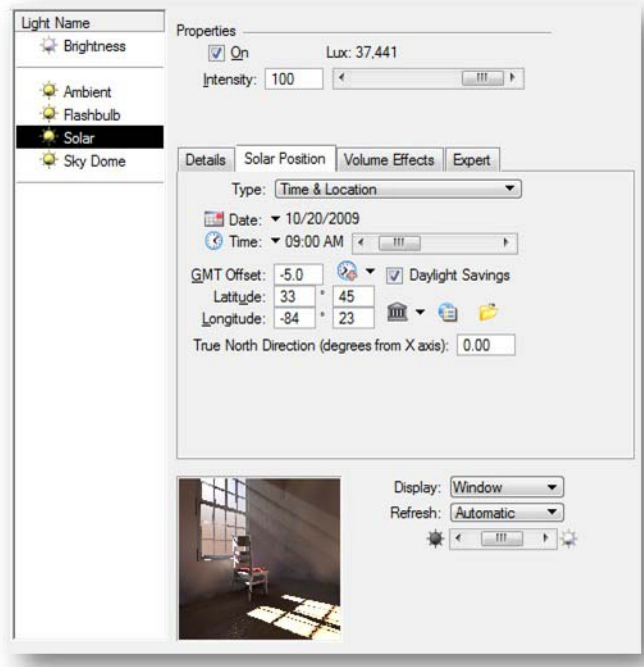 Light Name
Brightness
Ambient
Flashbulb
Solar
Sky Dome
Properties
On Lux: 37,441
Intensity: 100
Details Solar Position Volume Effects Expert
Type: Time & Location
Date: 10/20/2009
Time: 09:00 AM
GMT Offset: -5.0 Daylight Savings
Latitude: 33 ° 45
Longitude: -84 ° 23
True North Direction (degrees from X axis): 0.00
Display: Window
Refresh: Automatic